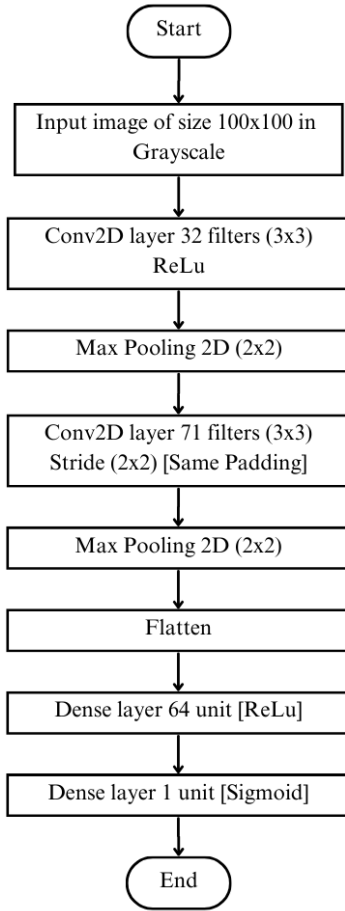 Start
Input image of size 100x100 in
Grayscale
Conv2D layer 32 filters (3x3)
ReLu
Max Pooling 2D (2x2)
Conv2D layer 71 filters (3x3)
Stride (2x2) [Same Padding]
Max Pooling 2D (2x2)
Flatten
Dense layer 64 unit [ReLu]
Dense layer 1 unit [Sigmoid]
End